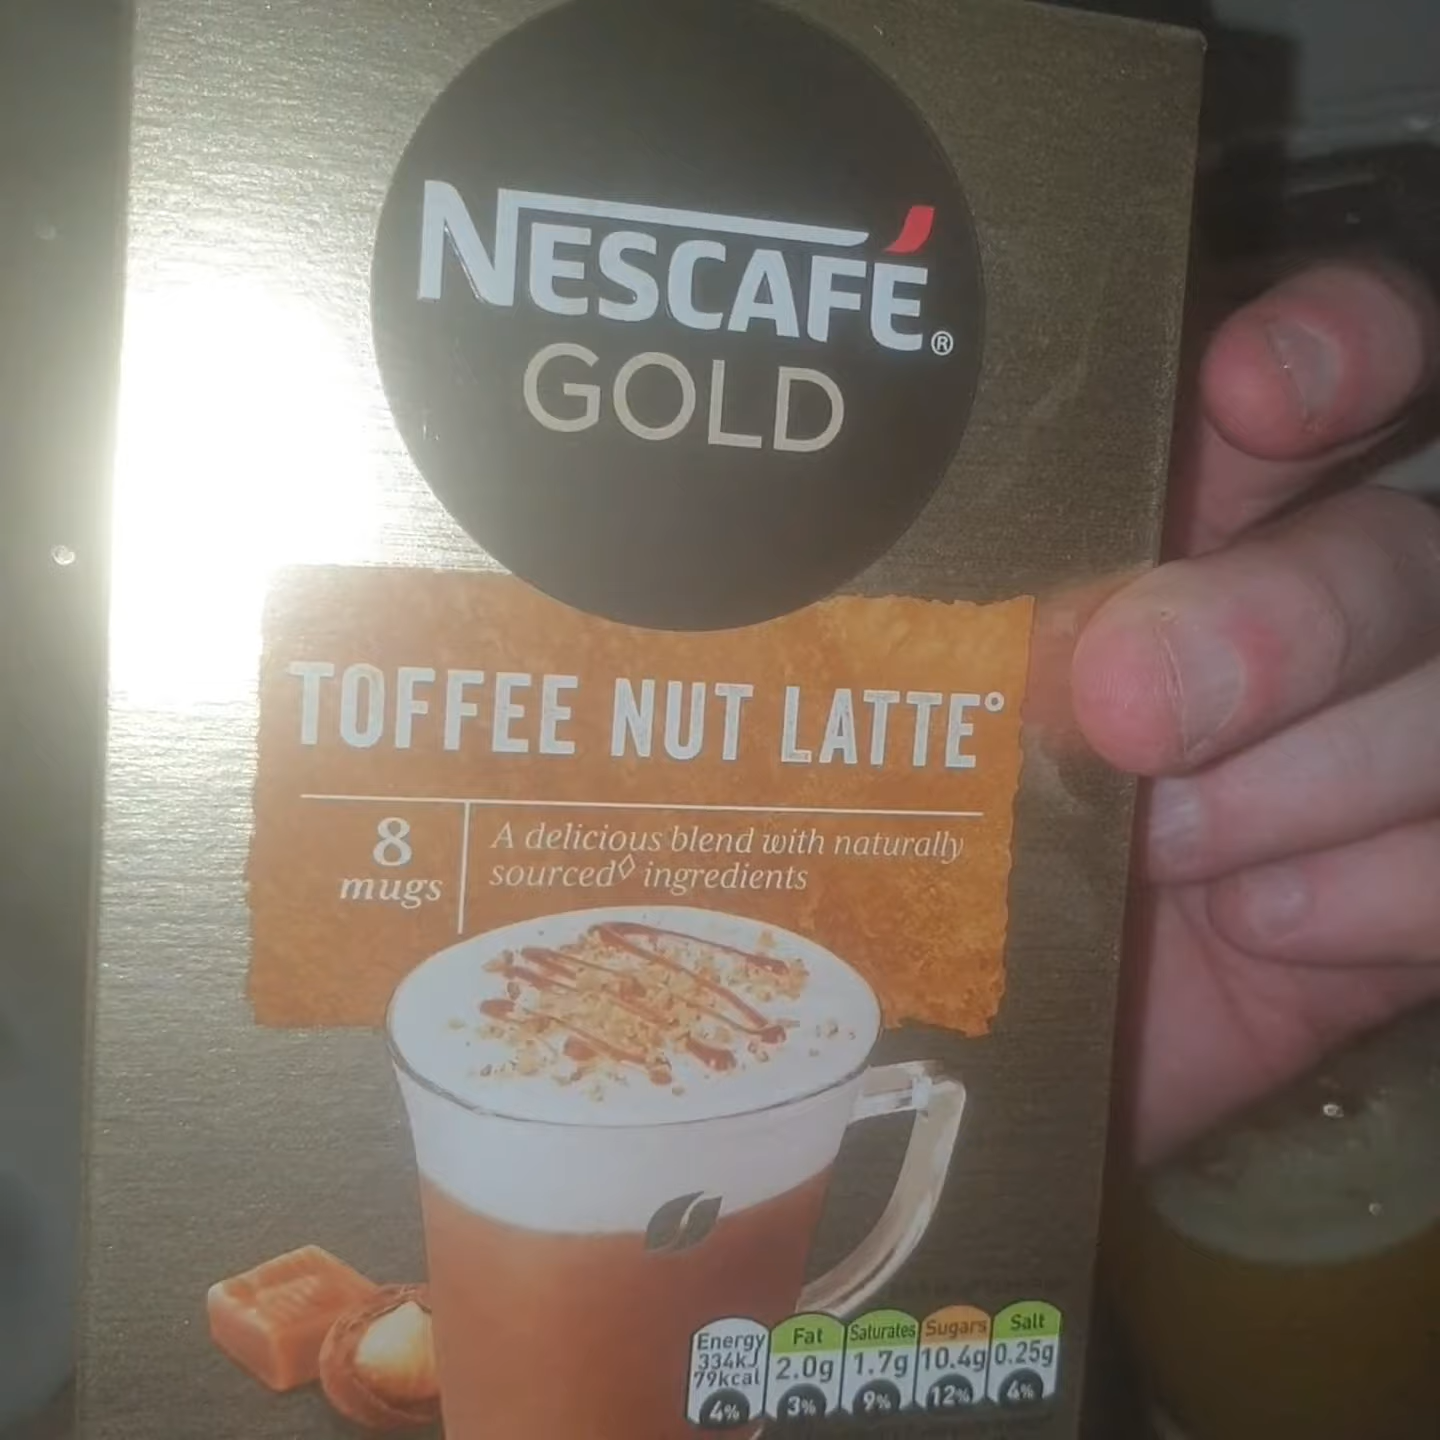 NESCAFÉ®
GOLD
TOFFEE NUT LATTE°
8
mugs
A delicious blend with naturally
sourced◊ ingredients
Energy
334kJ
79kcal
4%
Fat
2.0g
3%
Saturates
1.7g
9%
Sugars
10.4g
12%
Salt
0.25g
4%